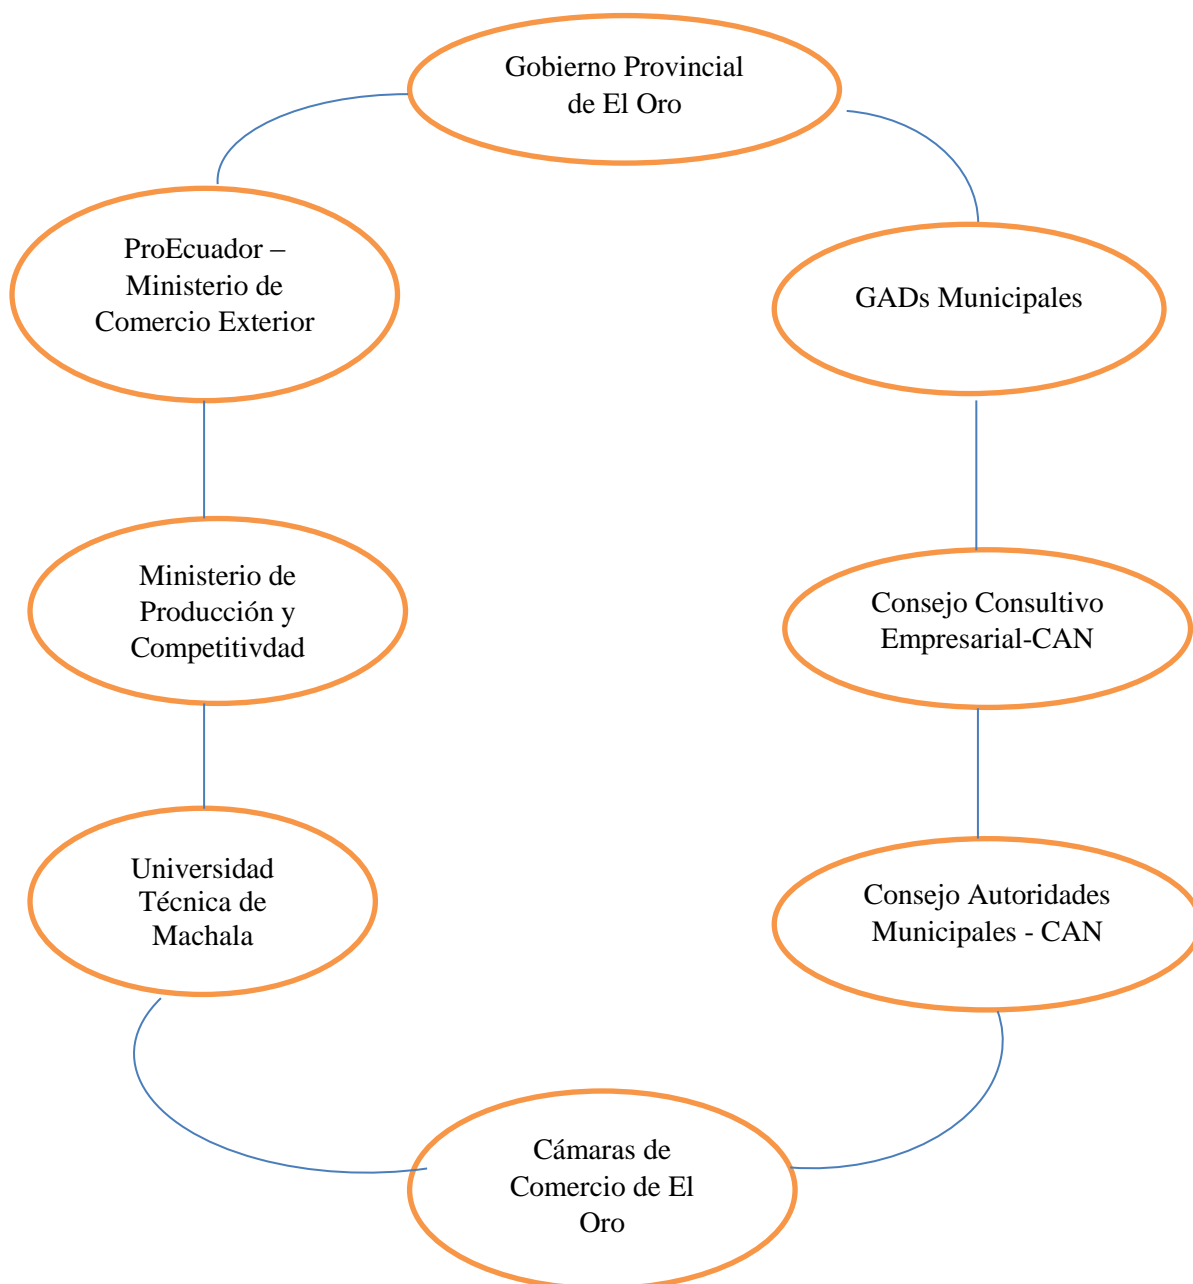 Gobierno Provincial
de El Oro
ProEcuador –
Ministerio de
Comercio Exterior
GADs Municipales
Ministerio de
Producción y
Competitivdad
Consejo Consultivo
Empresarial-CAN
Universidad
Técnica de
Machala
Consejo Autoridades
Municipales - CAN
Cámaras de
Comercio de El
Oro